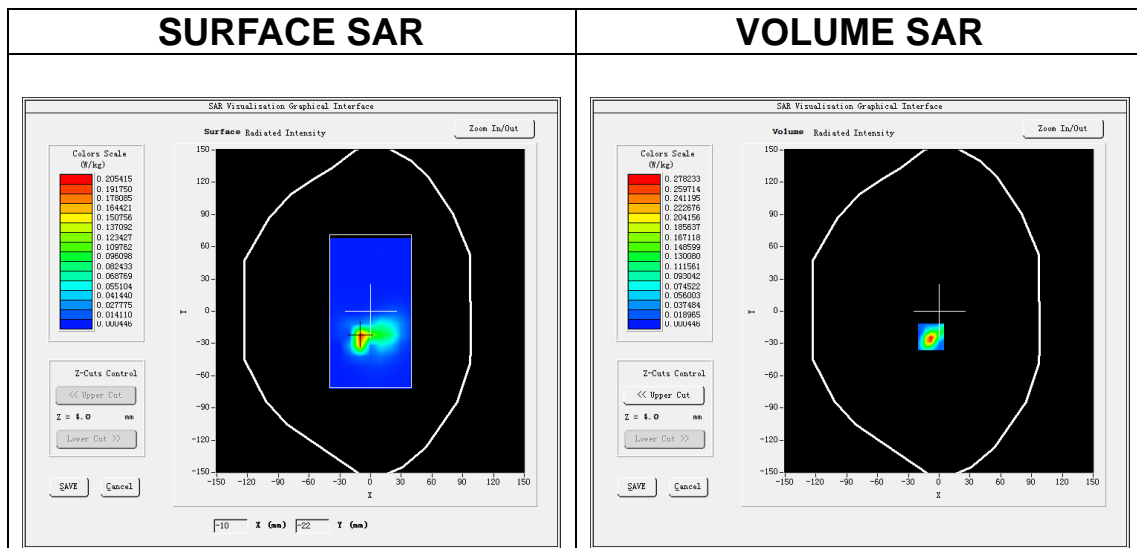 SURFACE SAR
VOLUME SAR
SAR Visualisation Graphical Interface
Surface Radiated Intensity
Zoom In/Out
Colors Scale
(W/kg)
0.205415
0.191750
0.178085
0.164421
0.150756
0.137092
0.123427
0.109762
0.096098
0.082433
0.068769
0.055104
0.041440
0.027775
0.014110
0.000446
Z-Cuts Control
<< Upper Cut
Z = 4.0 mm
Lower Cut >>
SAVE
Cancel
150
120
90
60
30
0
-30
-60
-90
-120
-150
Y
-150 -120 -90 -60 -30 0 30 60 90 120 150
X
-10 X (mm) -22 Y (mm)
SAR Visualisation Graphical Interface
Volume Radiated Intensity
Zoom In/Out
Colors Scale
(W/kg)
0.278233
0.259714
0.241195
0.222676
0.204156
0.185637
0.167118
0.148599
0.130080
0.111561
0.093042
0.074522
0.056003
0.037484
0.018965
0.000446
Z-Cuts Control
<< Upper Cut
Z = 4.0 mm
Lower Cut >>
SAVE
Cancel
150
120
90
60
30
0
-30
-60
-90
-120
-150
Y
-150 -120 -90 -60 -30 0 30 60 90 120 150
X